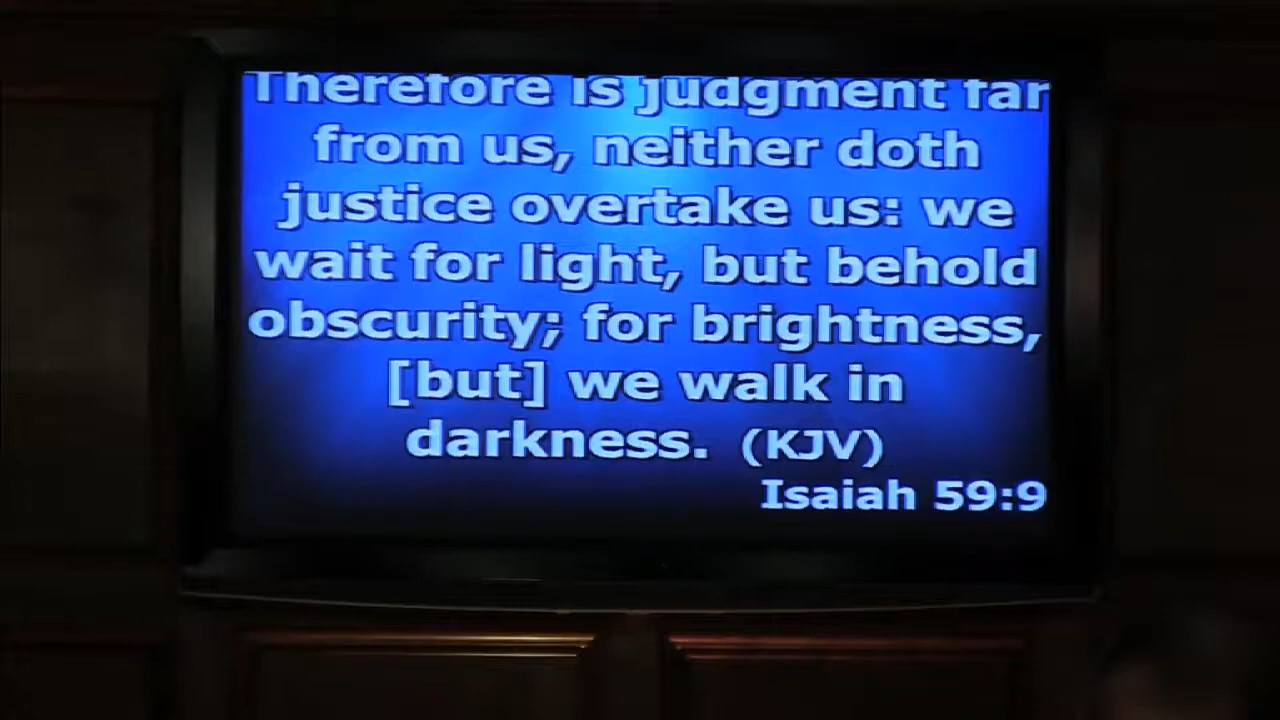 Therefore is judgment far
from us, neither doth
justice overtake us: we
wait for light, but behold
obscurity; for brightness,
[but] we walk in
darkness. (KJV)
Isaiah 59:9